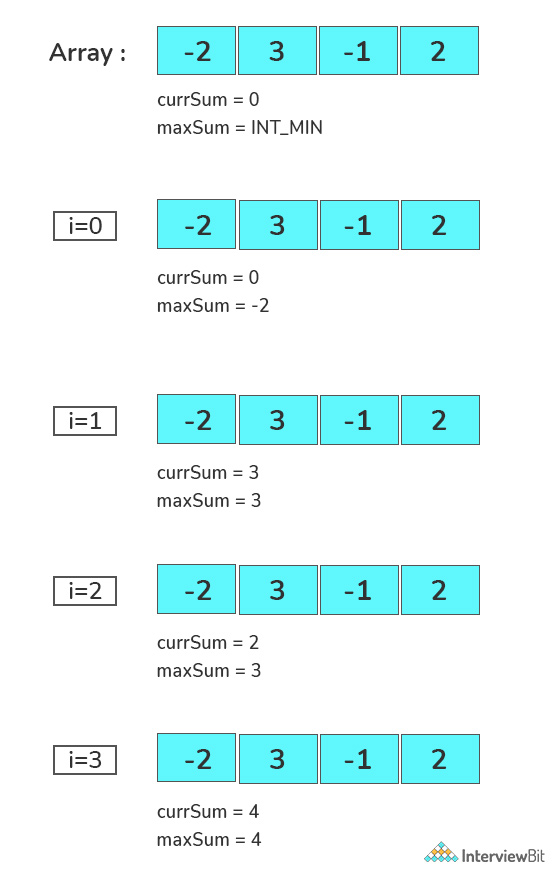 Array : -2 3 -1 2
currSum = 0
maxSum = INT_MIN
i=0 -2 3 -1 2
currSum = 0
maxSum = -2
i=1 -2 3 -1 2
currSum = 3
maxSum = 3
i=2 -2 3 -1 2
currSum = 2
maxSum = 3
i=3 -2 3 -1 2
currSum = 4
maxSum = 4
InterviewBit